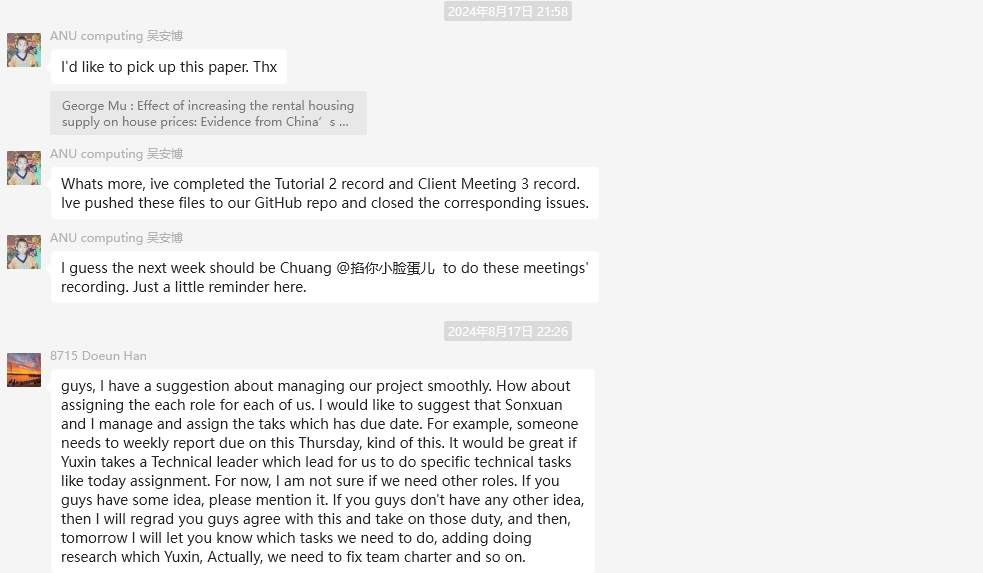 2024年8月17日 21:58
ANU computing 吴安博
I'd like to pick up this paper. Thx
George Mu : Effect of increasing the rental housing
supply on house prices: Evidence from China’s ...
ANU computing 吴安博
Whats more, ive completed the Tutorial 2 record and Client Meeting 3 record.
Ive pushed these files to our GitHub repo and closed the corresponding issues.
ANU computing 吴安博
I guess the next week should be Chuang @掐你小脸蛋儿 to do these meetings'
recording. Just a little reminder here.
2024年8月17日 22:26
8715 Doeun Han
guys, I have a suggestion about managing our project smoothly. How about
assigning the each role for each of us. I would like to suggest that Sonxuan
and I manage and assign the taks which has due date. For example, someone
needs to weekly report due on this Thursday, kind of this. It would be great if
Yuxin takes a Technical leader which lead for us to do specific technical tasks
like today assignment. For now, I am not sure if we need other roles. If you
guys have some idea, please mention it. If you guys don't have any other idea,
then I will regrad you guys agree with this and take on those duty, and then,
tomorrow I will let you know which tasks we need to do, adding doing
research which Yuxin, Actually, we need to fix team charter and so on.